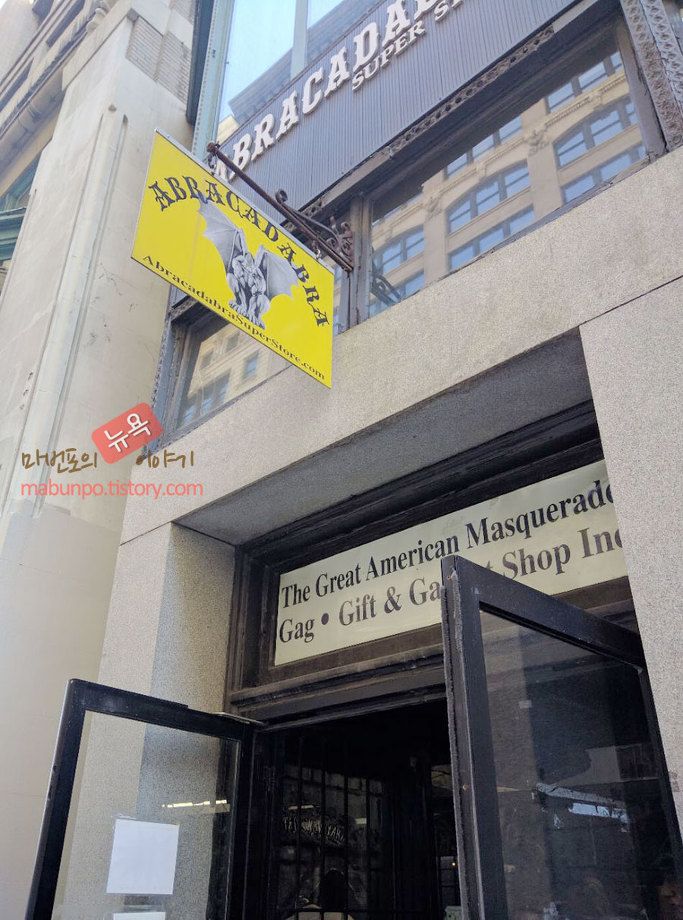 ABRACADAB
SUPER S
ABRACADABRA
AbracadabraSuperStore.com
뉴욕
마번포의 이야기
mabunpo.tistory.com
The Great American Masquerade
Gag • Gift & Ga Shop Inc